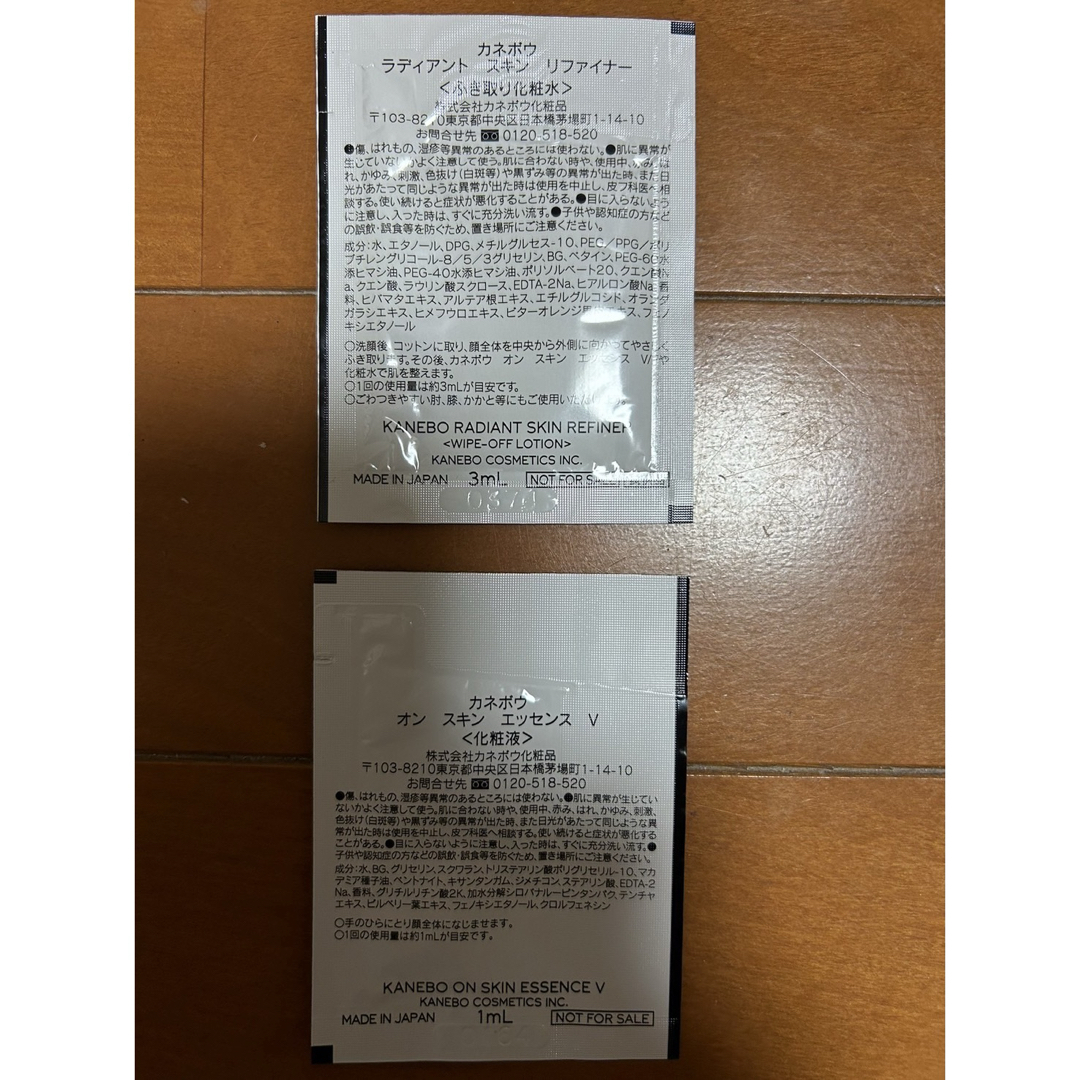 カネボウ
ラディアント スキン リファイナー
<ふき取り化粧水>
株式会社カネボウ化粧品
〒103-8210東京都中央区日本橋茅場町1-14-10
お問合せ先 0120-518-520
●傷、はれもの、湿疹等異常のあるところには使わない。●肌に異常が
生じていないかよく注意して使う。肌に合わない時や、使用中、赤み、は
れ、かゆみ、刺激、色抜け(白斑等)や黒ずみ等の異常が出た時、また日
光があたって同じような異常が出た時は使用を中止し、皮フ科医へ相
談する。使い続けると症状が悪化することがある。●目に入らないよう
に注意し、入った時は、すぐに充分洗い流す。●子供や認知症の方など
の誤飲・誤食等を防ぐため、置き場所にご注意ください。
成分:水、エタノール、DPG、メチルグルセス-10、PEG/PPG/ポリ
ブチレングリコール-8/5/3グリセリン、BG、ベタイン、PEG-60水
添ヒマシ油、PEG-40水添ヒマシ油、ポリソルベート20、クエン酸N
a、クエン酸、ラウリン酸スクロース、EDTA-2Na、ヒアルロン酸Na、香
料、ヒバマタエキス、アルテア根エキス、エチルグルコシド、オランダ
ガラシエキス、ヒメフウロエキス、ビターオレンジ果皮エキス、フェノ
キシエタノール
○洗顔後、コットンに取り、顔全体を中央から外側に向かってやさしく
ふき取ります。その後、カネボウ オン スキン エッセンス V/Fや
化粧水で肌を整えます。
○1回の使用量は約3mLが目安です。
○ごわつきやすい肘、膝、かかと等にもご使用いただ
KANEBO RADIANT SKIN REFINER
<WIPE-OFF LOTION>
KANEBO COSMETICS INC.
MADE IN JAPAN 3mL NOT FOR SALE
カネボウ
オン スキン エッセンス V
<化粧液>
株式会社カネボウ化粧品
〒103-8210東京都中央区日本橋茅場町1-14-10
お問合せ先 0120-518-520
●傷、はれもの、湿疹等異常のあるところには使わない。●肌に異常が生じてい
ないかよく注意して使う。肌に合わない時や、使用中、赤み、はれ、かゆみ、刺激、
色抜け(白斑等)や黒ずみ等の異常が出た時、また日光があたって同じような異
常が出た時は使用を中止し、皮フ科医へ相談する。使い続けると症状が悪化する
ことがある。●目に入らないように注意し、入った時は、すぐに充分洗い流す。●
子供や認知症の方などの誤飲・誤食等を防ぐため、置き場所にご注意ください。
成分:水、BG、グリセリン、スクワラン、トリステアリン酸ポリグリセリル-10、マカ
デミア種子油、ベントナイト、キサンタンガム、ジメチコン、ステアリン酸、EDTA-2
Na、香料、グリチルリチン酸2K、加水分解シロバナルーピンタンパク、テンチャ
エキス、ビルベリー葉エキス、フェノキシエタノール、クロルフェネシン
○手のひらにとり顔全体になじませます。
○1回の使用量は約1mLが目安です。
KANEBO ON SKIN ESSENCE V
KANEBO COSMETICS INC.
MADE IN JAPAN 1mL NOT FOR SALE